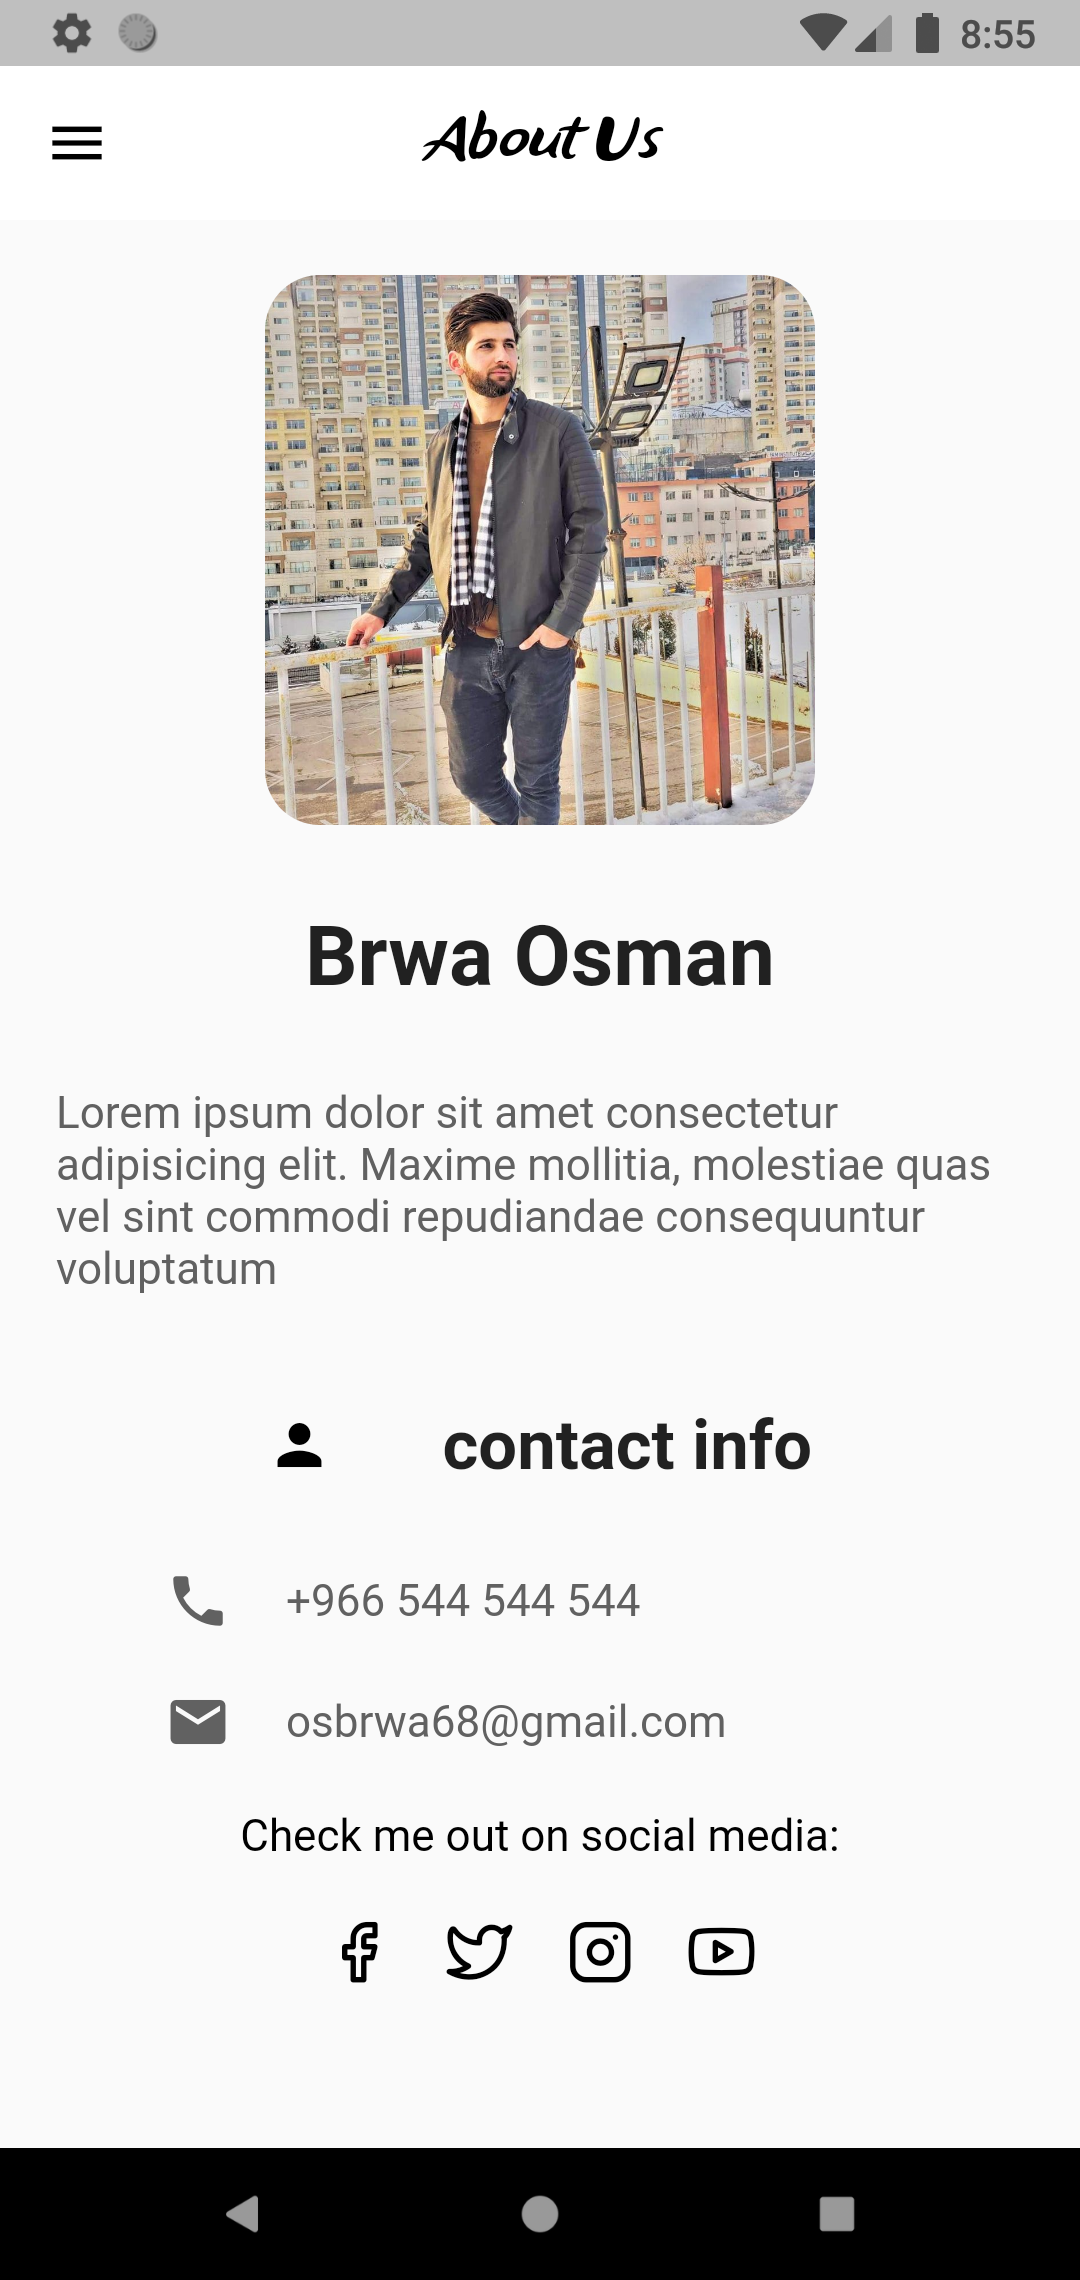 8:55
About Us
Brwa Osman
Lorem ipsum dolor sit amet consectetur
adipisicing elit. Maxime mollitia, molestiae quas
vel sint commodi repudiandae consequuntur
voluptatum
contact info
+966 544 544 544
osbrwa68@gmail.com
Check me out on social media: